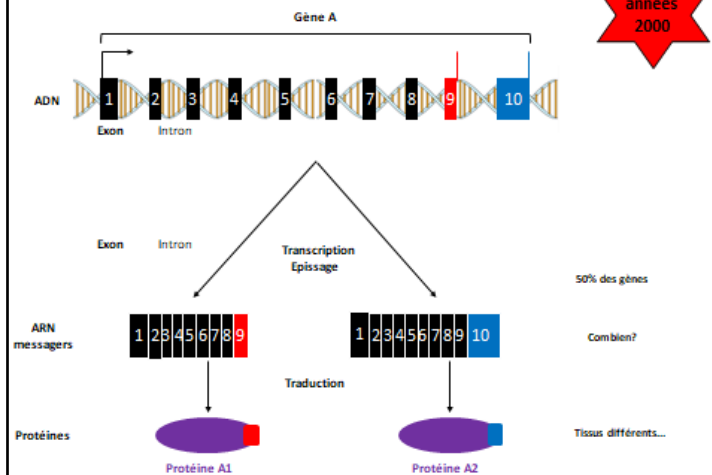 années
2000
Gène A
ADN
1 2 3 4 5 6 7 8 9 10
Exon Intron
Exon Intron
Transcription
Epissage
50% des gènes
ARN
messagers
1 2 3 4 5 6 7 8 9
1 2 3 4 5 6 7 8 9 10
Combien?
Traduction
Protéines
Tissus différents...
Protéine A1
Protéine A2